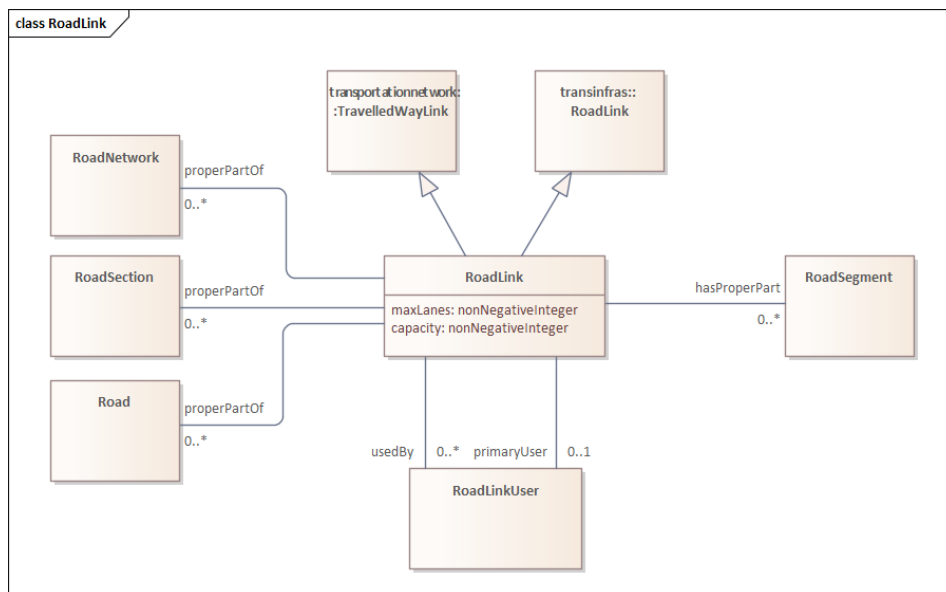 class RoadLink
transportationnetwork:
:TravelledWayLink
transinfras::
RoadLink
RoadNetwork
properPartOf
0..*
RoadSection
properPartOf
0..*
RoadLink
maxLanes: nonNegativeInteger
capacity: nonNegativeInteger
hasProperPart
0..*
RoadSegment
Road
properPartOf
0..*
usedBy
0..*
primaryUser
0..1
RoadLinkUser